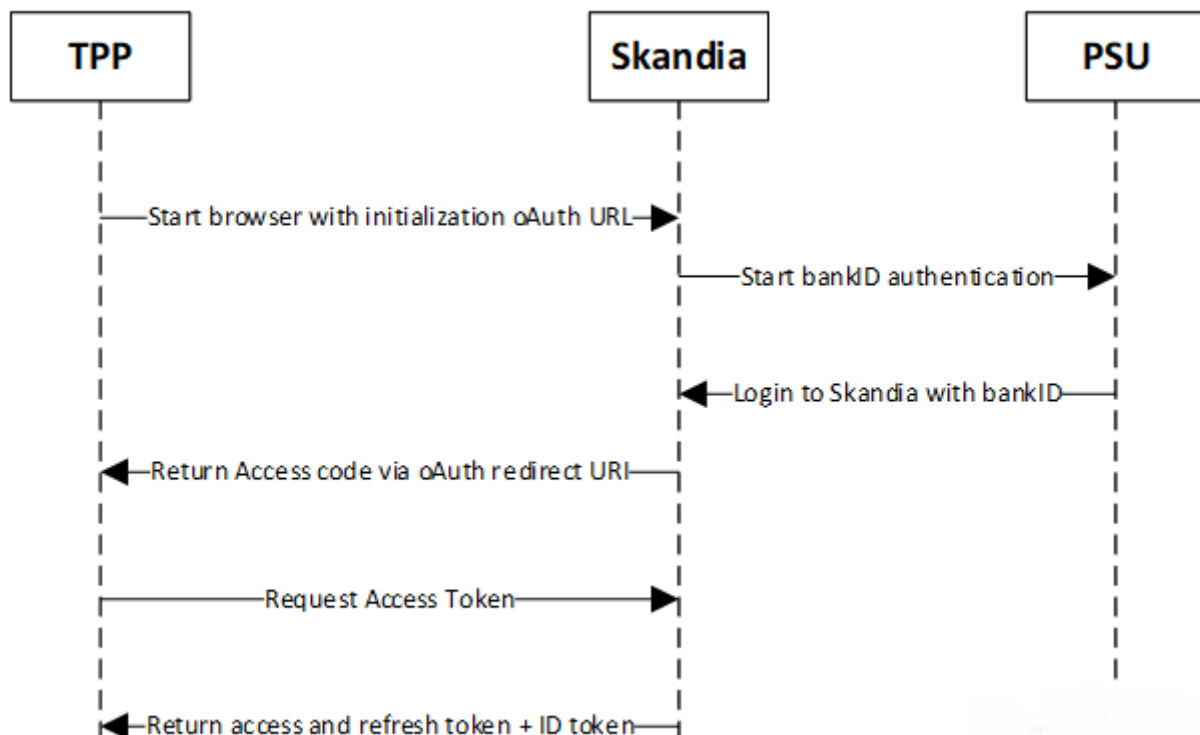 TPP
Skandia
PSU
Start browser with initialization oAuth URL
Start bankID authentication
Login to Skandia with bankID
Return Access code via oAuth redirect URI
Request Access Token
Return access and refresh token + ID token